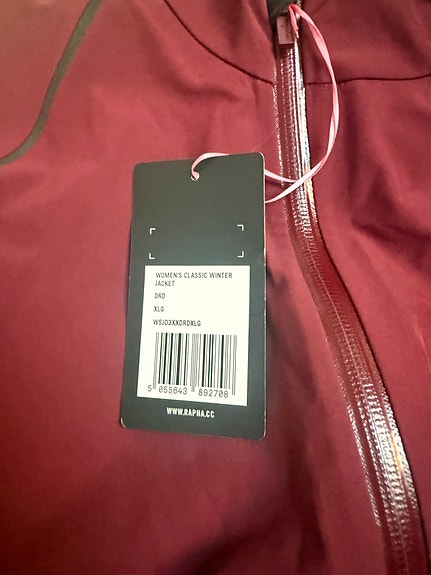 WOMEN'S CLASSIC WINTER
JACKET
DRD
XLG
WSJ03XXDRDXLG
5 055643 892708
WWW.RAPHA.CC